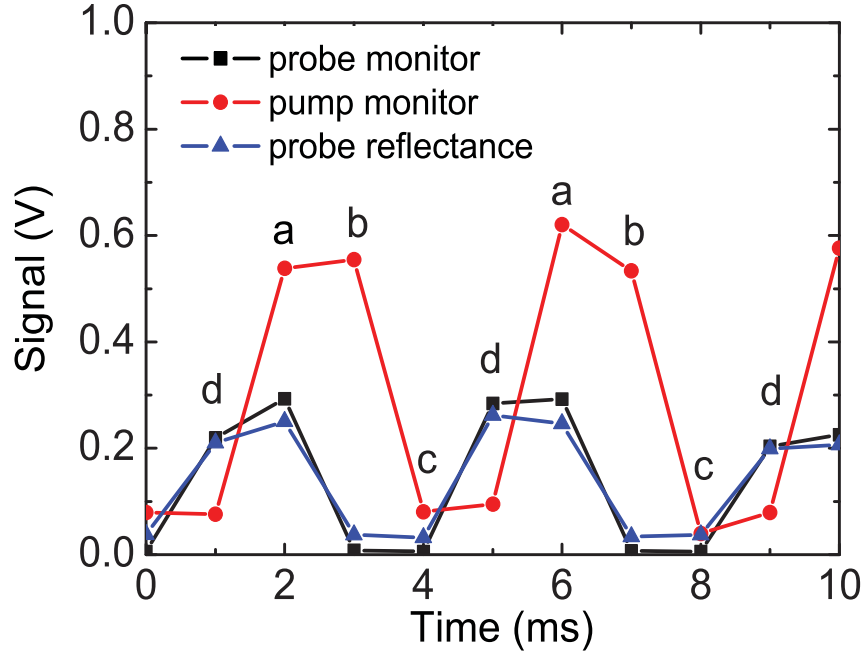 1.0
probe monitor
pump monitor
0.8
probe reflectance
a
0.6
a b b
Signal (V)
0.4
d d d
0.2
c c
0.0
0 2 4 6 8 10
Time (ms)